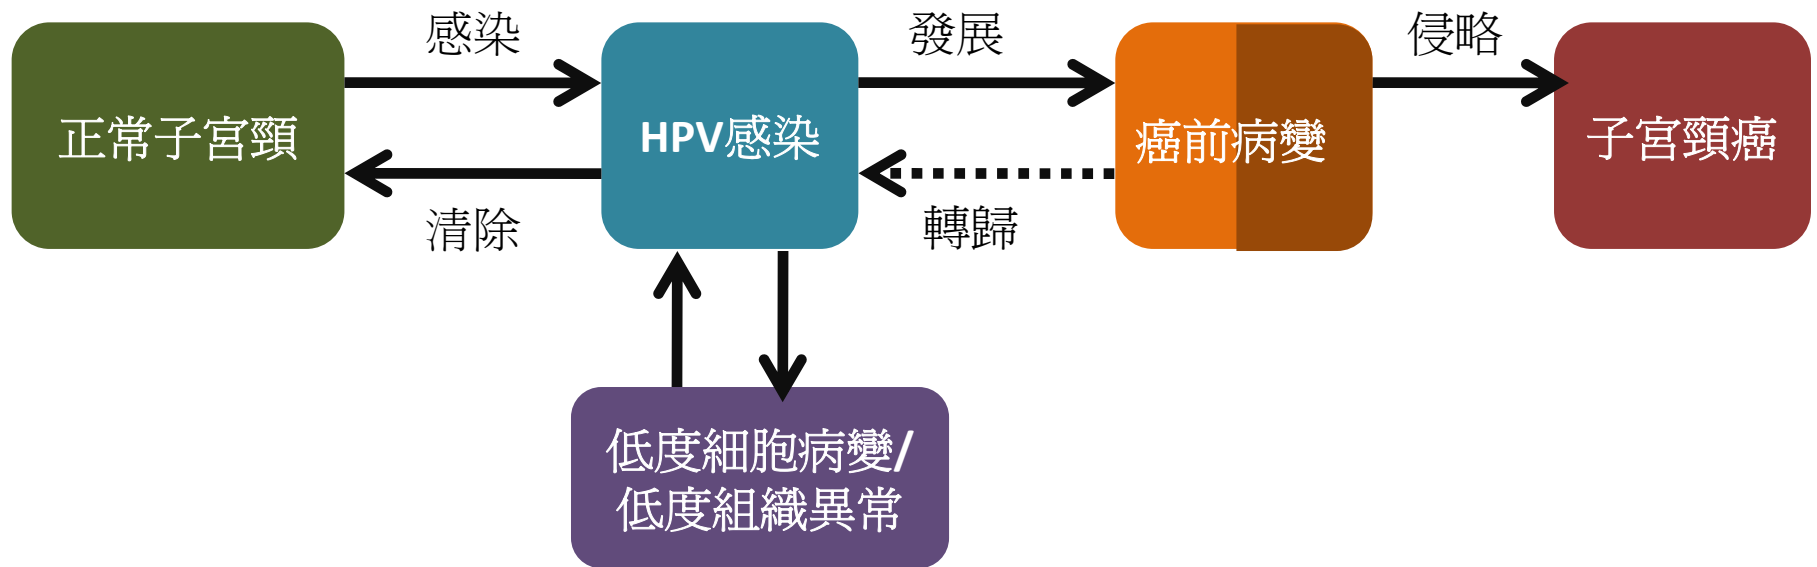 感染
發展
侵略
正常子宮頸
HPV感染
癌前病變
子宮頸癌
清除
轉歸
低度細胞病變/
低度組織異常